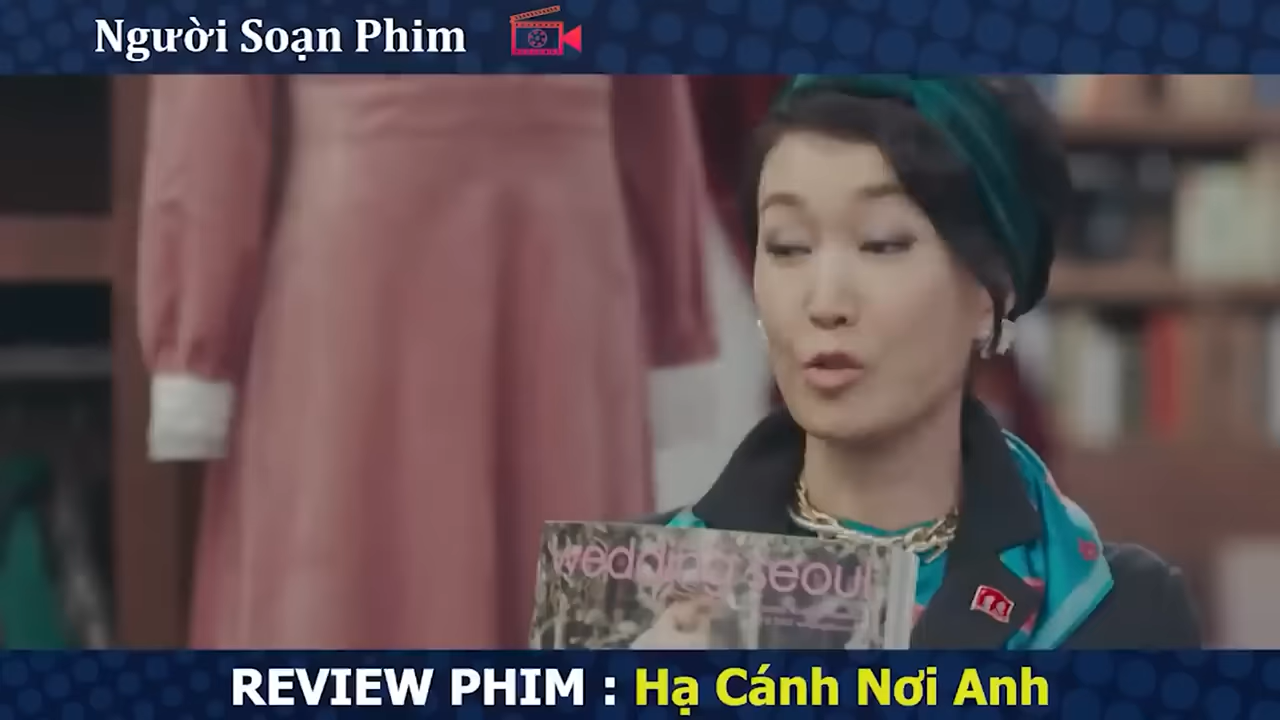 Người Soạn Phim
wedding seoul
REVIEW PHIM : Hạ Cánh Nơi Anh